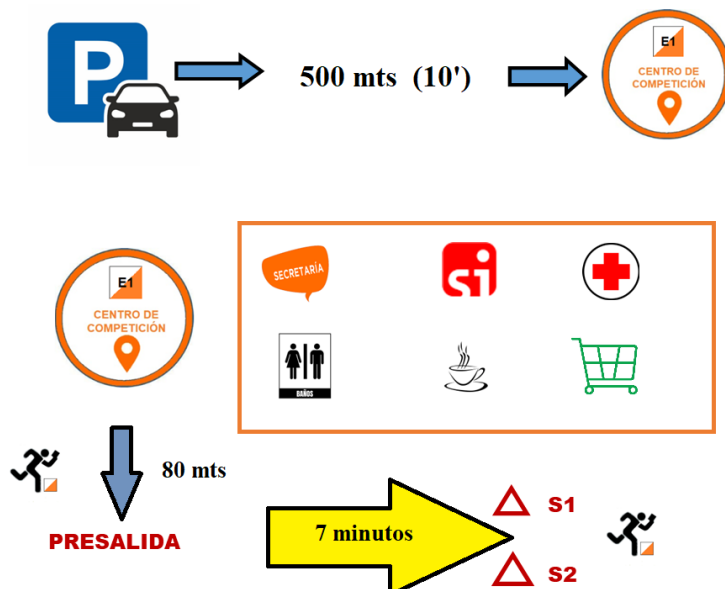 P
500 mts (10')
E1
CENTRO DE
COMPETICIÓN
E1
CENTRO DE
COMPETICIÓN
SECRETARÍA
si
BAÑOS
80 mts
PRESALIDA
7 minutos
S1
S2